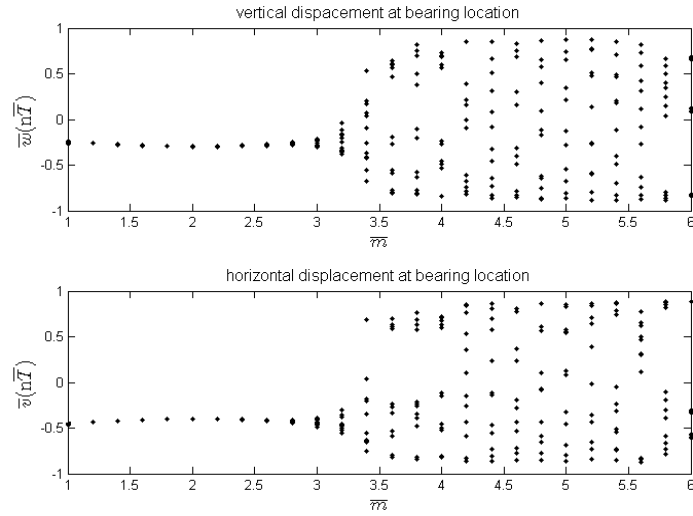 vertical dispacement at bearing location
1
0.5
0
-0.5
-1
w̅(nT̅)
1 1.5 2 2.5 3 3.5 4 4.5 5 5.5 6
m̅
horizontal displacement at bearing location
1
0.5
0
-0.5
-1
v̅(nT̅)
1 1.5 2 2.5 3 3.5 4 4.5 5 5.5 6
m̅